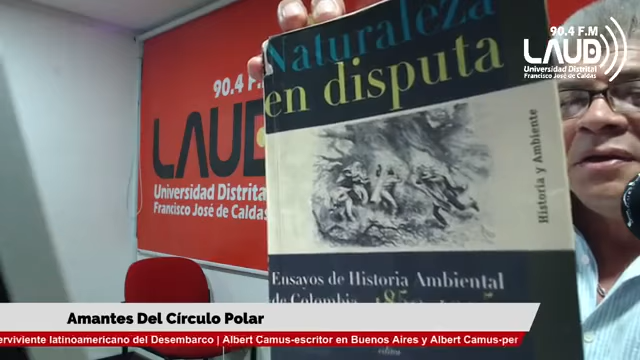 Naturaleza
en disputa
Historia y Ambiente
Ensayos de Historia Ambiental
de Colombia
editor
90.4 F.M
LAUD
Universidad Distrital
Francisco José de Caldas
90.4 F.M.
LAUD
Universidad Distrital
Francisco José de Caldas
Amantes Del Círculo Polar
erviviente latinoamericano del Desembarco | Albert Camus-escritor en Buenos Aires y Albert Camus-per